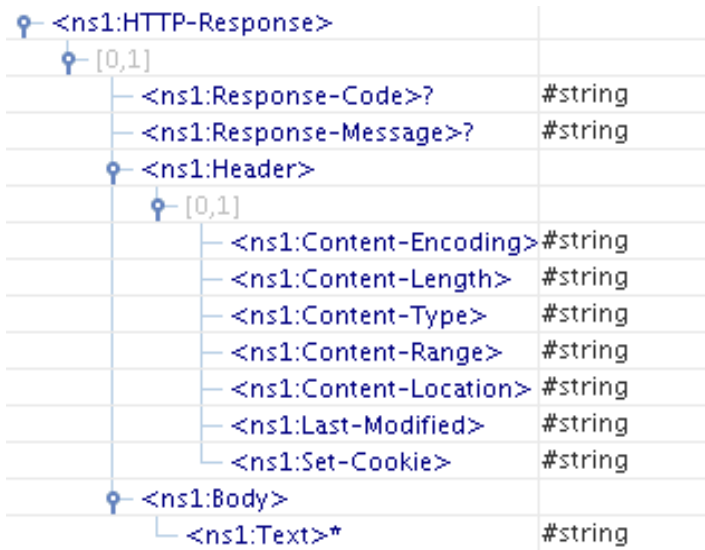 <ns1:HTTP-Response>
[0,1]
<ns1:Response-Code>? #string
<ns1:Response-Message>? #string
<ns1:Header>
[0,1]
<ns1:Content-Encoding> #string
<ns1:Content-Length> #string
<ns1:Content-Type> #string
<ns1:Content-Range> #string
<ns1:Content-Location> #string
<ns1:Last-Modified> #string
<ns1:Set-Cookie> #string
<ns1:Body>
<ns1:Text>* #string